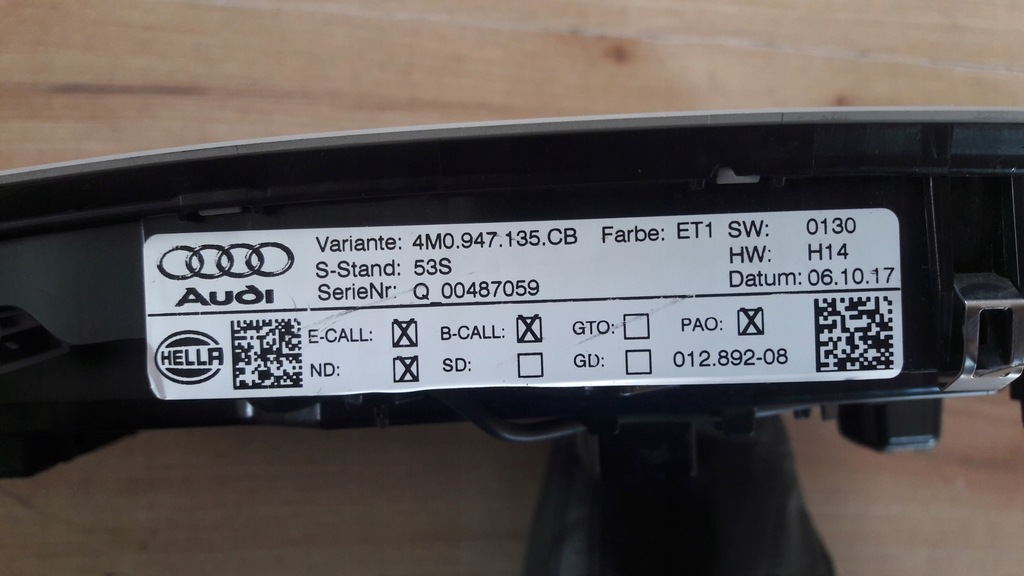 Variante: 4M0.947.135.CB Farbe: ET1 SW: 0130
S-Stand: 53S HW: H14
SerieNr: Q_00487059 Datum: 06.10.17
Audi
HELLA
E-CALL: B-CALL: GTO: PAO:
ND: SD: GD: 012.892-08